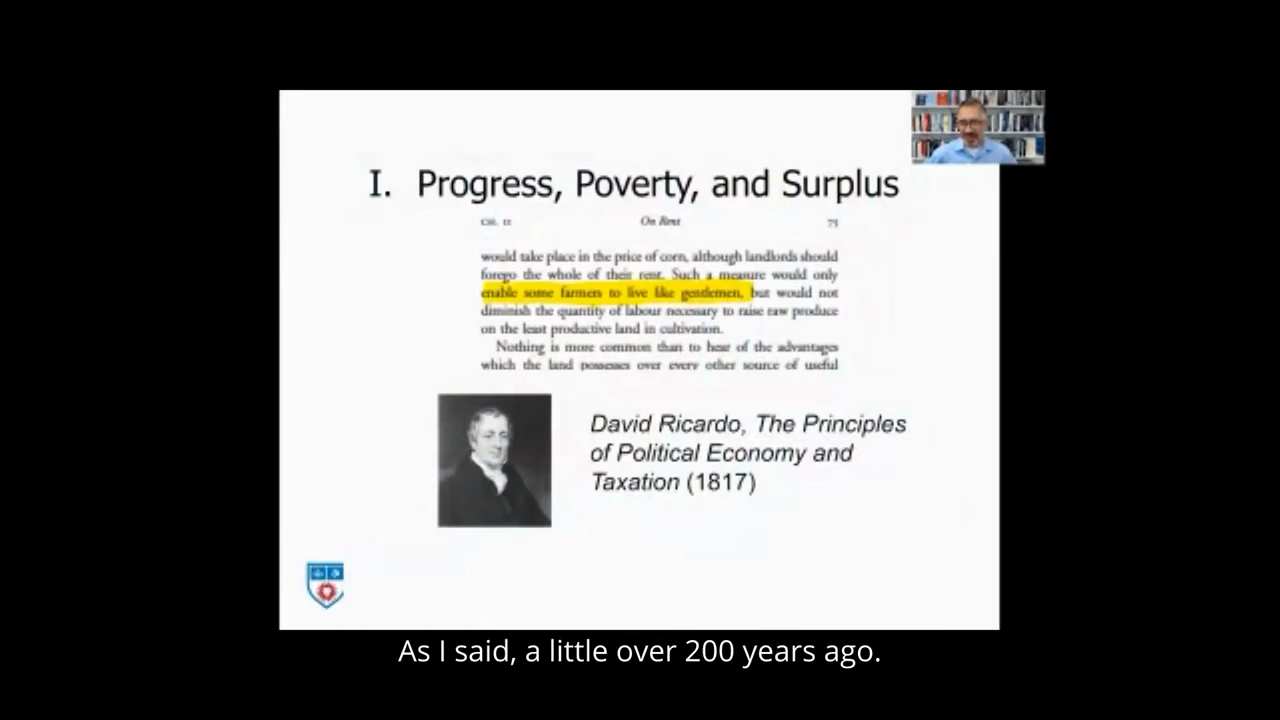 I. Progress, Poverty, and Surplus
CH. II On Rent 75
would take place in the price of corn, although landlords should
forego the whole of their rent. Such a measure would only
enable some farmers to live like gentlemen, but would not
diminish the quantity of labour necessary to raise raw produce
on the least productive land in cultivation.
Nothing is more common than to hear of the advantages
which the land possesses over every other source of useful
David Ricardo, The Principles
of Political Economy and
Taxation (1817)
As I said, a little over 200 years ago.